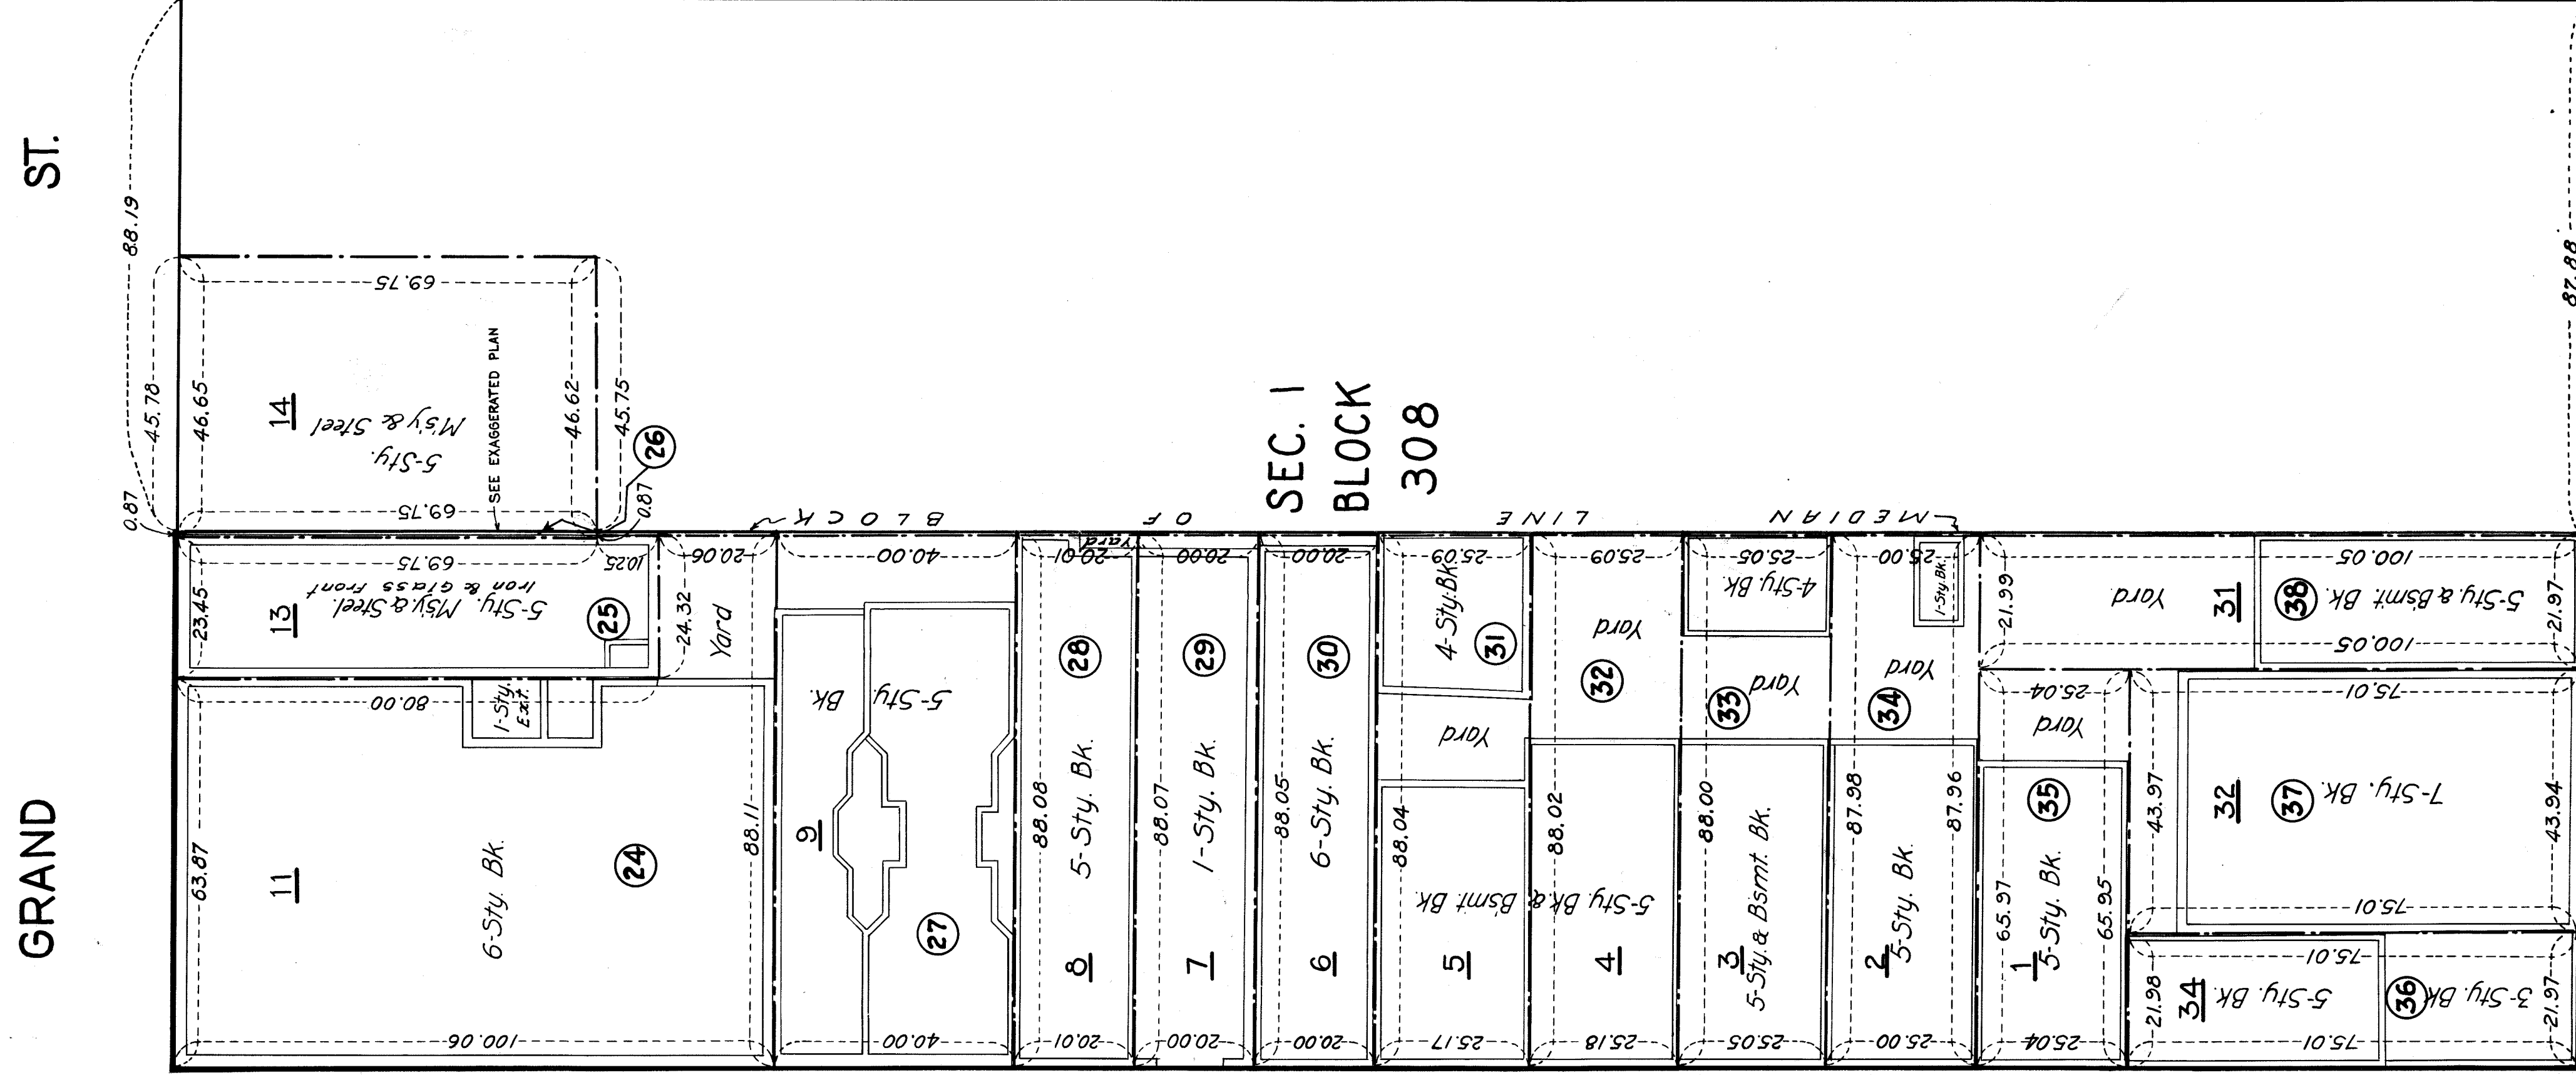 GRAND ST.
88.19
0.87
45.78
46.65
14
5-Sty.
M'sy & Steel
69.75
69.75
46.62
45.75
SEE EXAGGERATED PLAN
26
0.87
SEC. 1
BLOCK
308
87.88
MEDIAN LINE OF BLOCK
23.45
13
5-Sty. M'sy. & Steel.
Iron & Glass Front
69.75
10.25
25
24.32
20.06
Yard
80.00
1-Sty.
Ext.
63.87
11
6-Sty. Bk.
24
100.06
88.11
40.00
9
5-Sty Bk.
27
40.00
20.01
Yard
28
88.08
5-Sty. Bk.
8
20.01
20.00
29
88.07
1-Sty. Bk.
7
20.00
20.00
30
88.05
6-Sty. Bk.
6
20.00
25.09
4-Sty. Bk.
31
Yard
88.04
5
25.17
5-Sty. Bk. & Bsmt. Bk.
25.09
Yard
32
88.02
4
25.18
25.05
4-Sty. Bk.
Yard
33
88.00
3
5-Sty. & Bsmt. Bk.
25.05
25.00
1-Sty. Bk.
Yard
34
87.98
87.96
2
5-Sty. Bk.
25.00
21.99
Yard
31
38
5-Sty. & Bsmt. Bk.
100.05
100.05
21.97
25.04
Yard
35
65.97
65.95
1
5-Sty. Bk.
25.04
43.97
32
37
7-Sty. Bk.
75.01
75.01
43.94
21.98
34
5-Sty. Bk.
36
3-Sty. Bk.
75.01
75.01
21.97